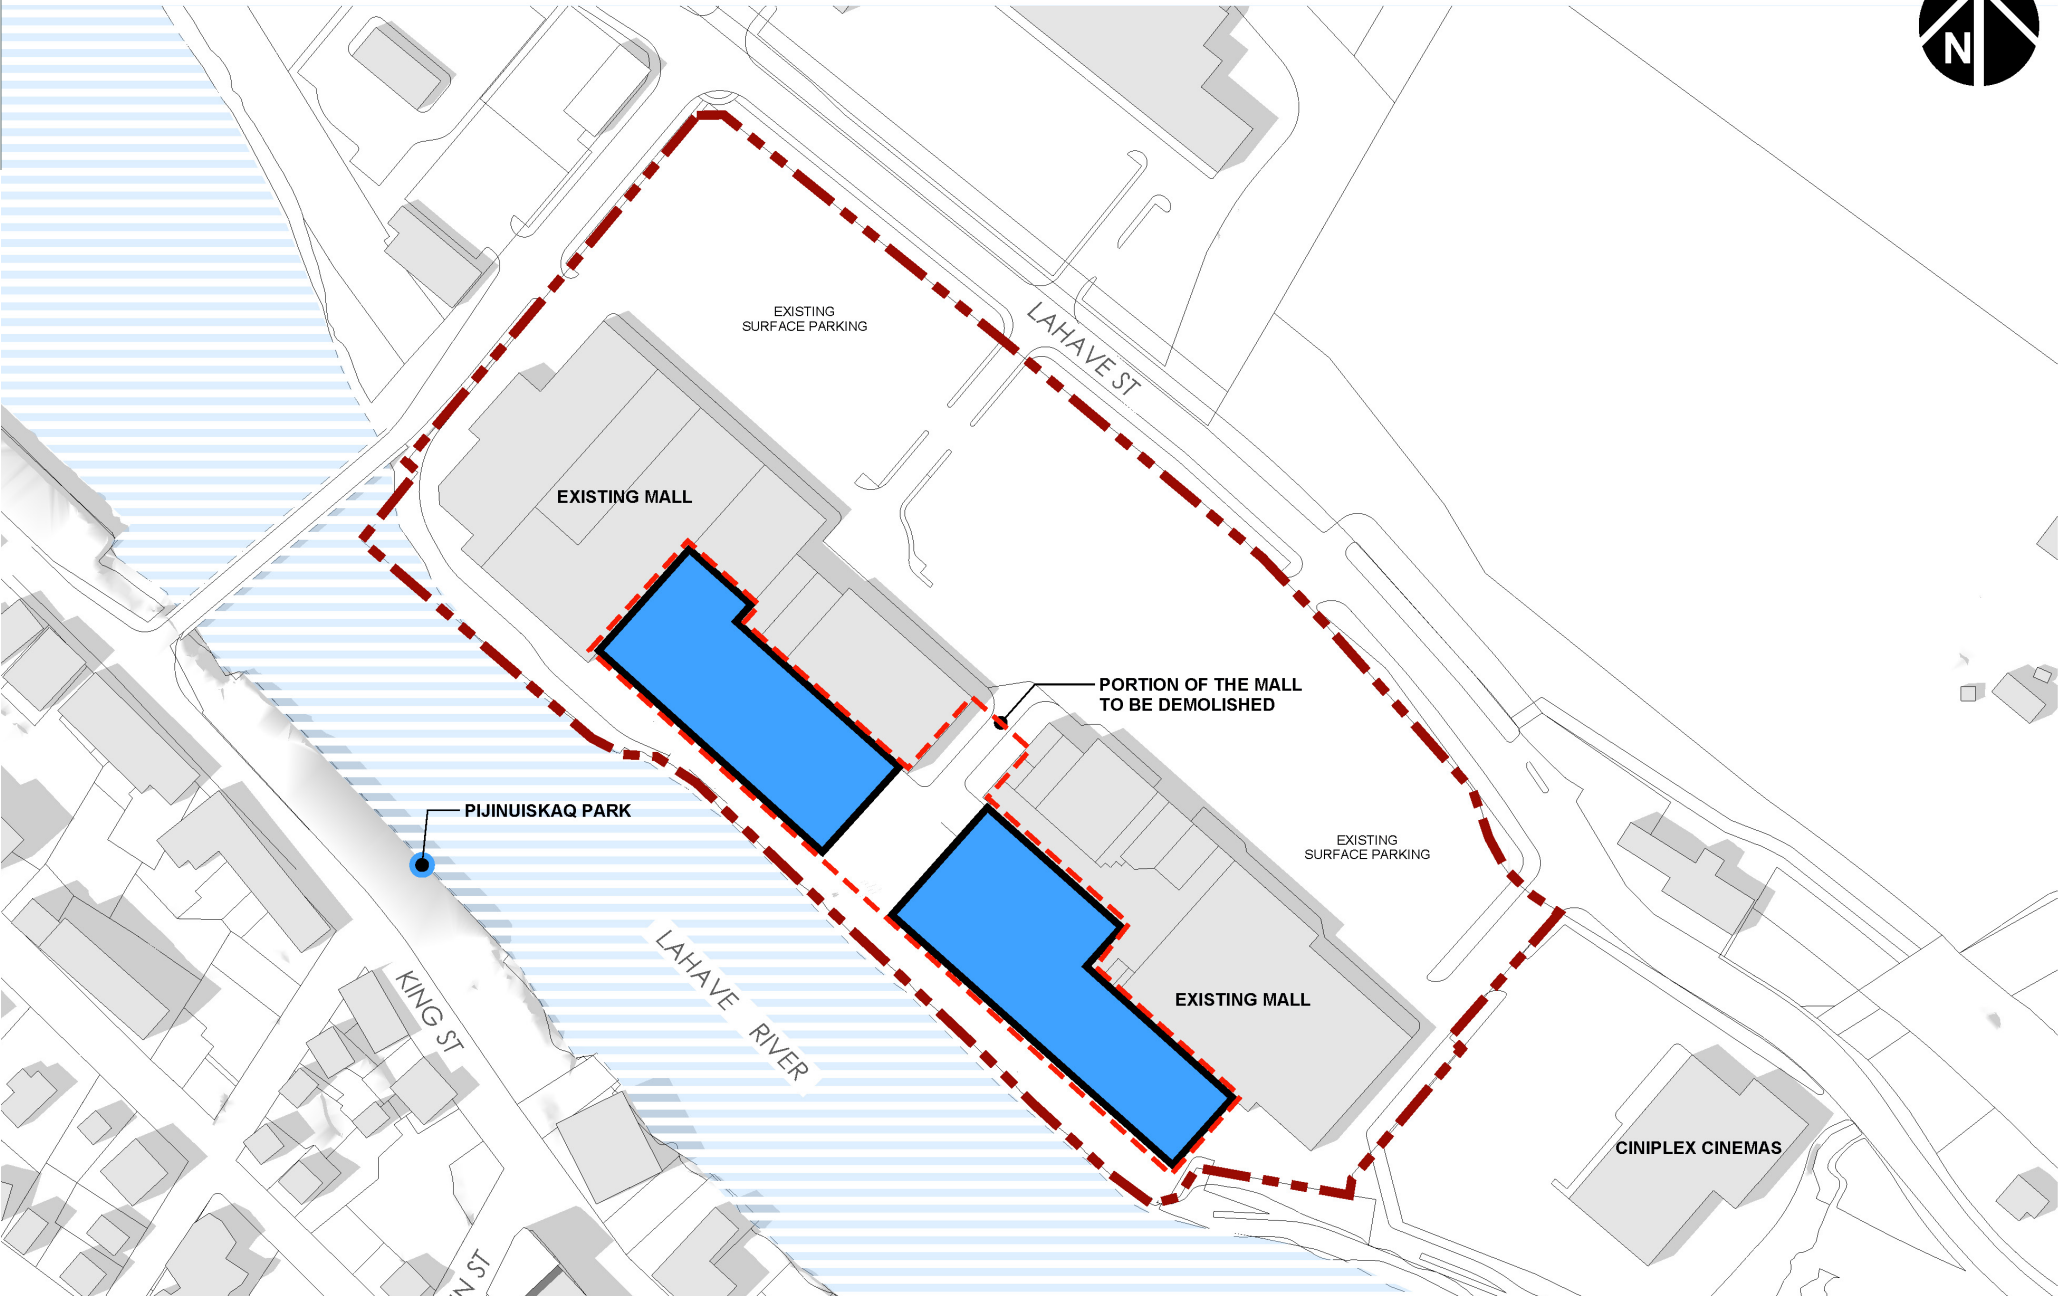 N
EXISTING
SURFACE PARKING
LAHAVE ST
EXISTING MALL
PORTION OF THE MALL
TO BE DEMOLISHED
PIJINUISKAQ PARK
EXISTING
SURFACE PARKING
LAHAVE RIVER
KING ST
EXISTING MALL
CINIPLEX CINEMAS
ST